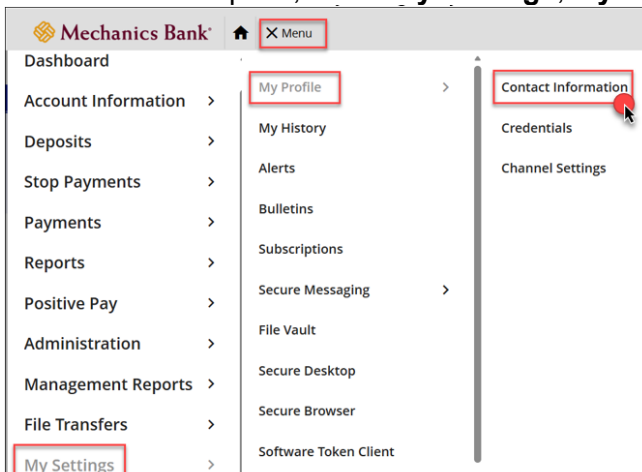 Mechanics Bank
X Menu
Dashboard
Account Information >
Deposits >
Stop Payments >
Payments >
Reports >
Positive Pay >
Administration >
Management Reports >
File Transfers >
My Settings >
My Profile >
My History
Alerts
Bulletins
Subscriptions
Secure Messaging >
File Vault
Secure Desktop
Secure Browser
Software Token Client
Contact Information
Credentials
Channel Settings